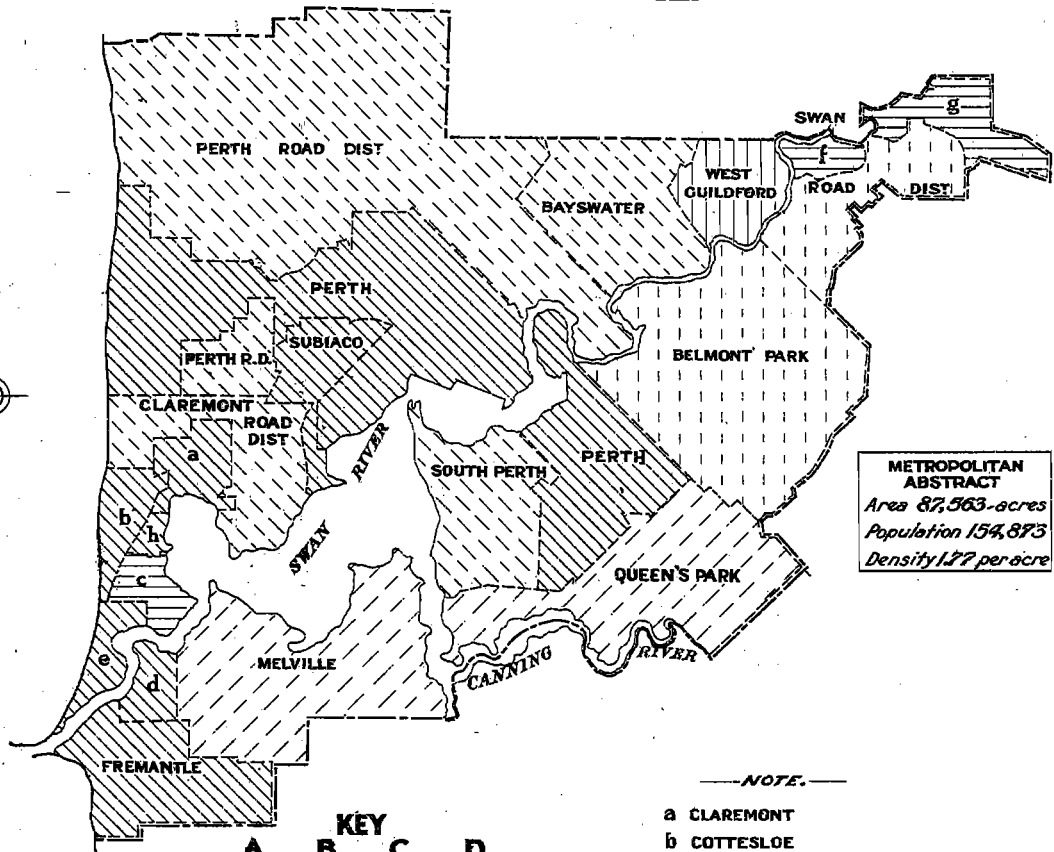 PERTH ROAD DIST
SWAN
g
f
WEST
GUILDFORD
ROAD
DIST
BAYSWATER
PERTH
SUBIACO
PERTH R.D.
BELMONT PARK
CLAREMONT
ROAD
DIST
a
SWAN
RIVER
SOUTH PERTH
PERTH
METROPOLITAN
ABSTRACT
Area 87,563 acres
Population 154,873
Density 1.77 per acre
b
h
c
QUEEN'S PARK
MELVILLE
e
d
CANNING
RIVER
FREMANTLE
NOTE.
KEY
a CLAREMONT
A B C D
b COTTESLOE